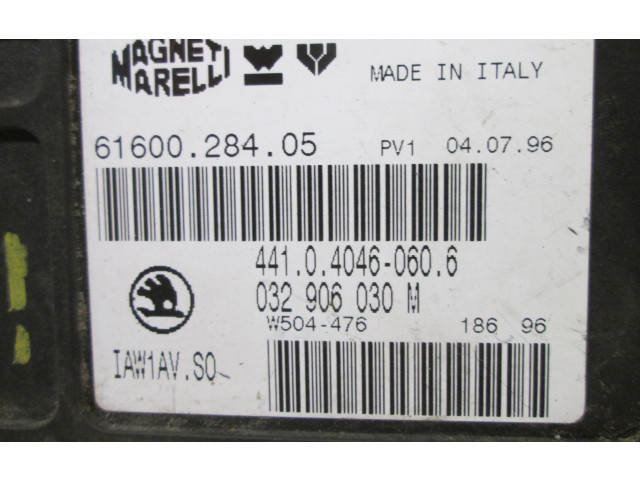 MAGNETI
MARELLI
MADE IN ITALY
61600.284.05 PV1 04.07.96
441.0.4046-060.6
032 906 030 M
W504-476 186 96
IAW1AV.SO